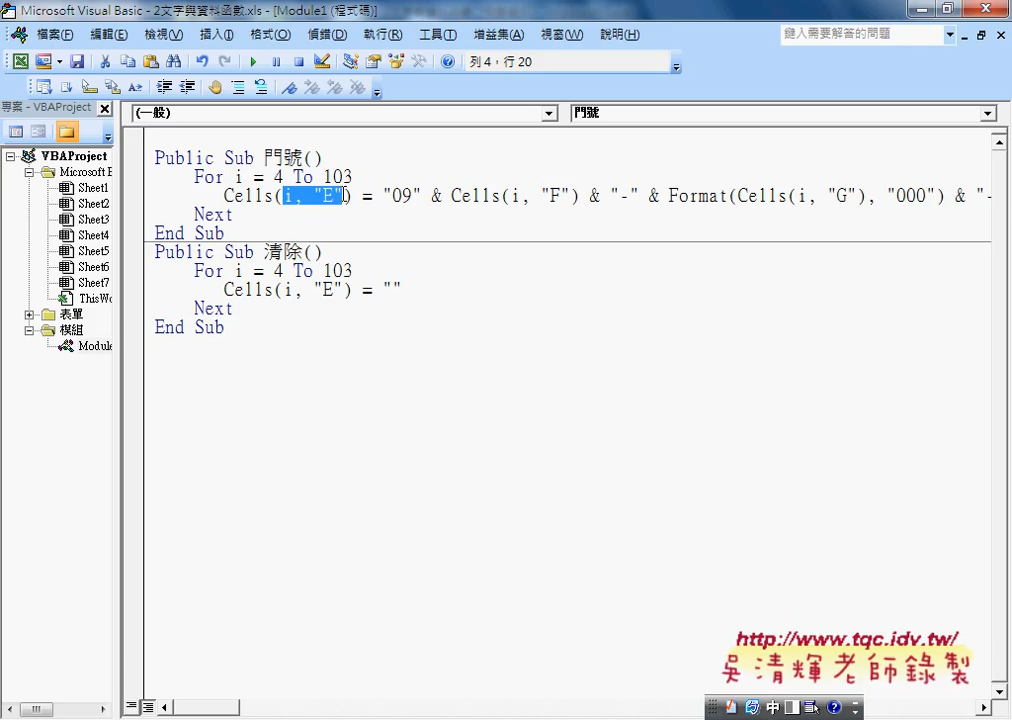 Microsoft Visual Basic - 2文字與資料函數.xls - [Module1 (程式碼)]
檔案(F) 編輯(E) 檢視(V) 插入(I) 格式(O) 偵錯(D) 執行(R) 工具(T) 增益集(A) 視窗(W) 說明(H) 鍵入需要解答的問題
列 4，行 20
專案 - VBAProject
(一般) 門號
VBAProject
Microsoft E
Sheet1
Sheet2
Sheet3
Sheet4
Sheet5
Sheet6
Sheet7
ThisWo
表單
模組
Module
Public Sub 門號()
For i = 4 To 103
Cells(i, "E") = "09" & Cells(i, "F") & "-" & Format(Cells(i, "G"), "000") & "-
Next
End Sub
Public Sub 清除()
For i = 4 To 103
Cells(i, "E") = ""
Next
End Sub
http://www.tqc.idv.tw/
吳清輝老師錄製
中